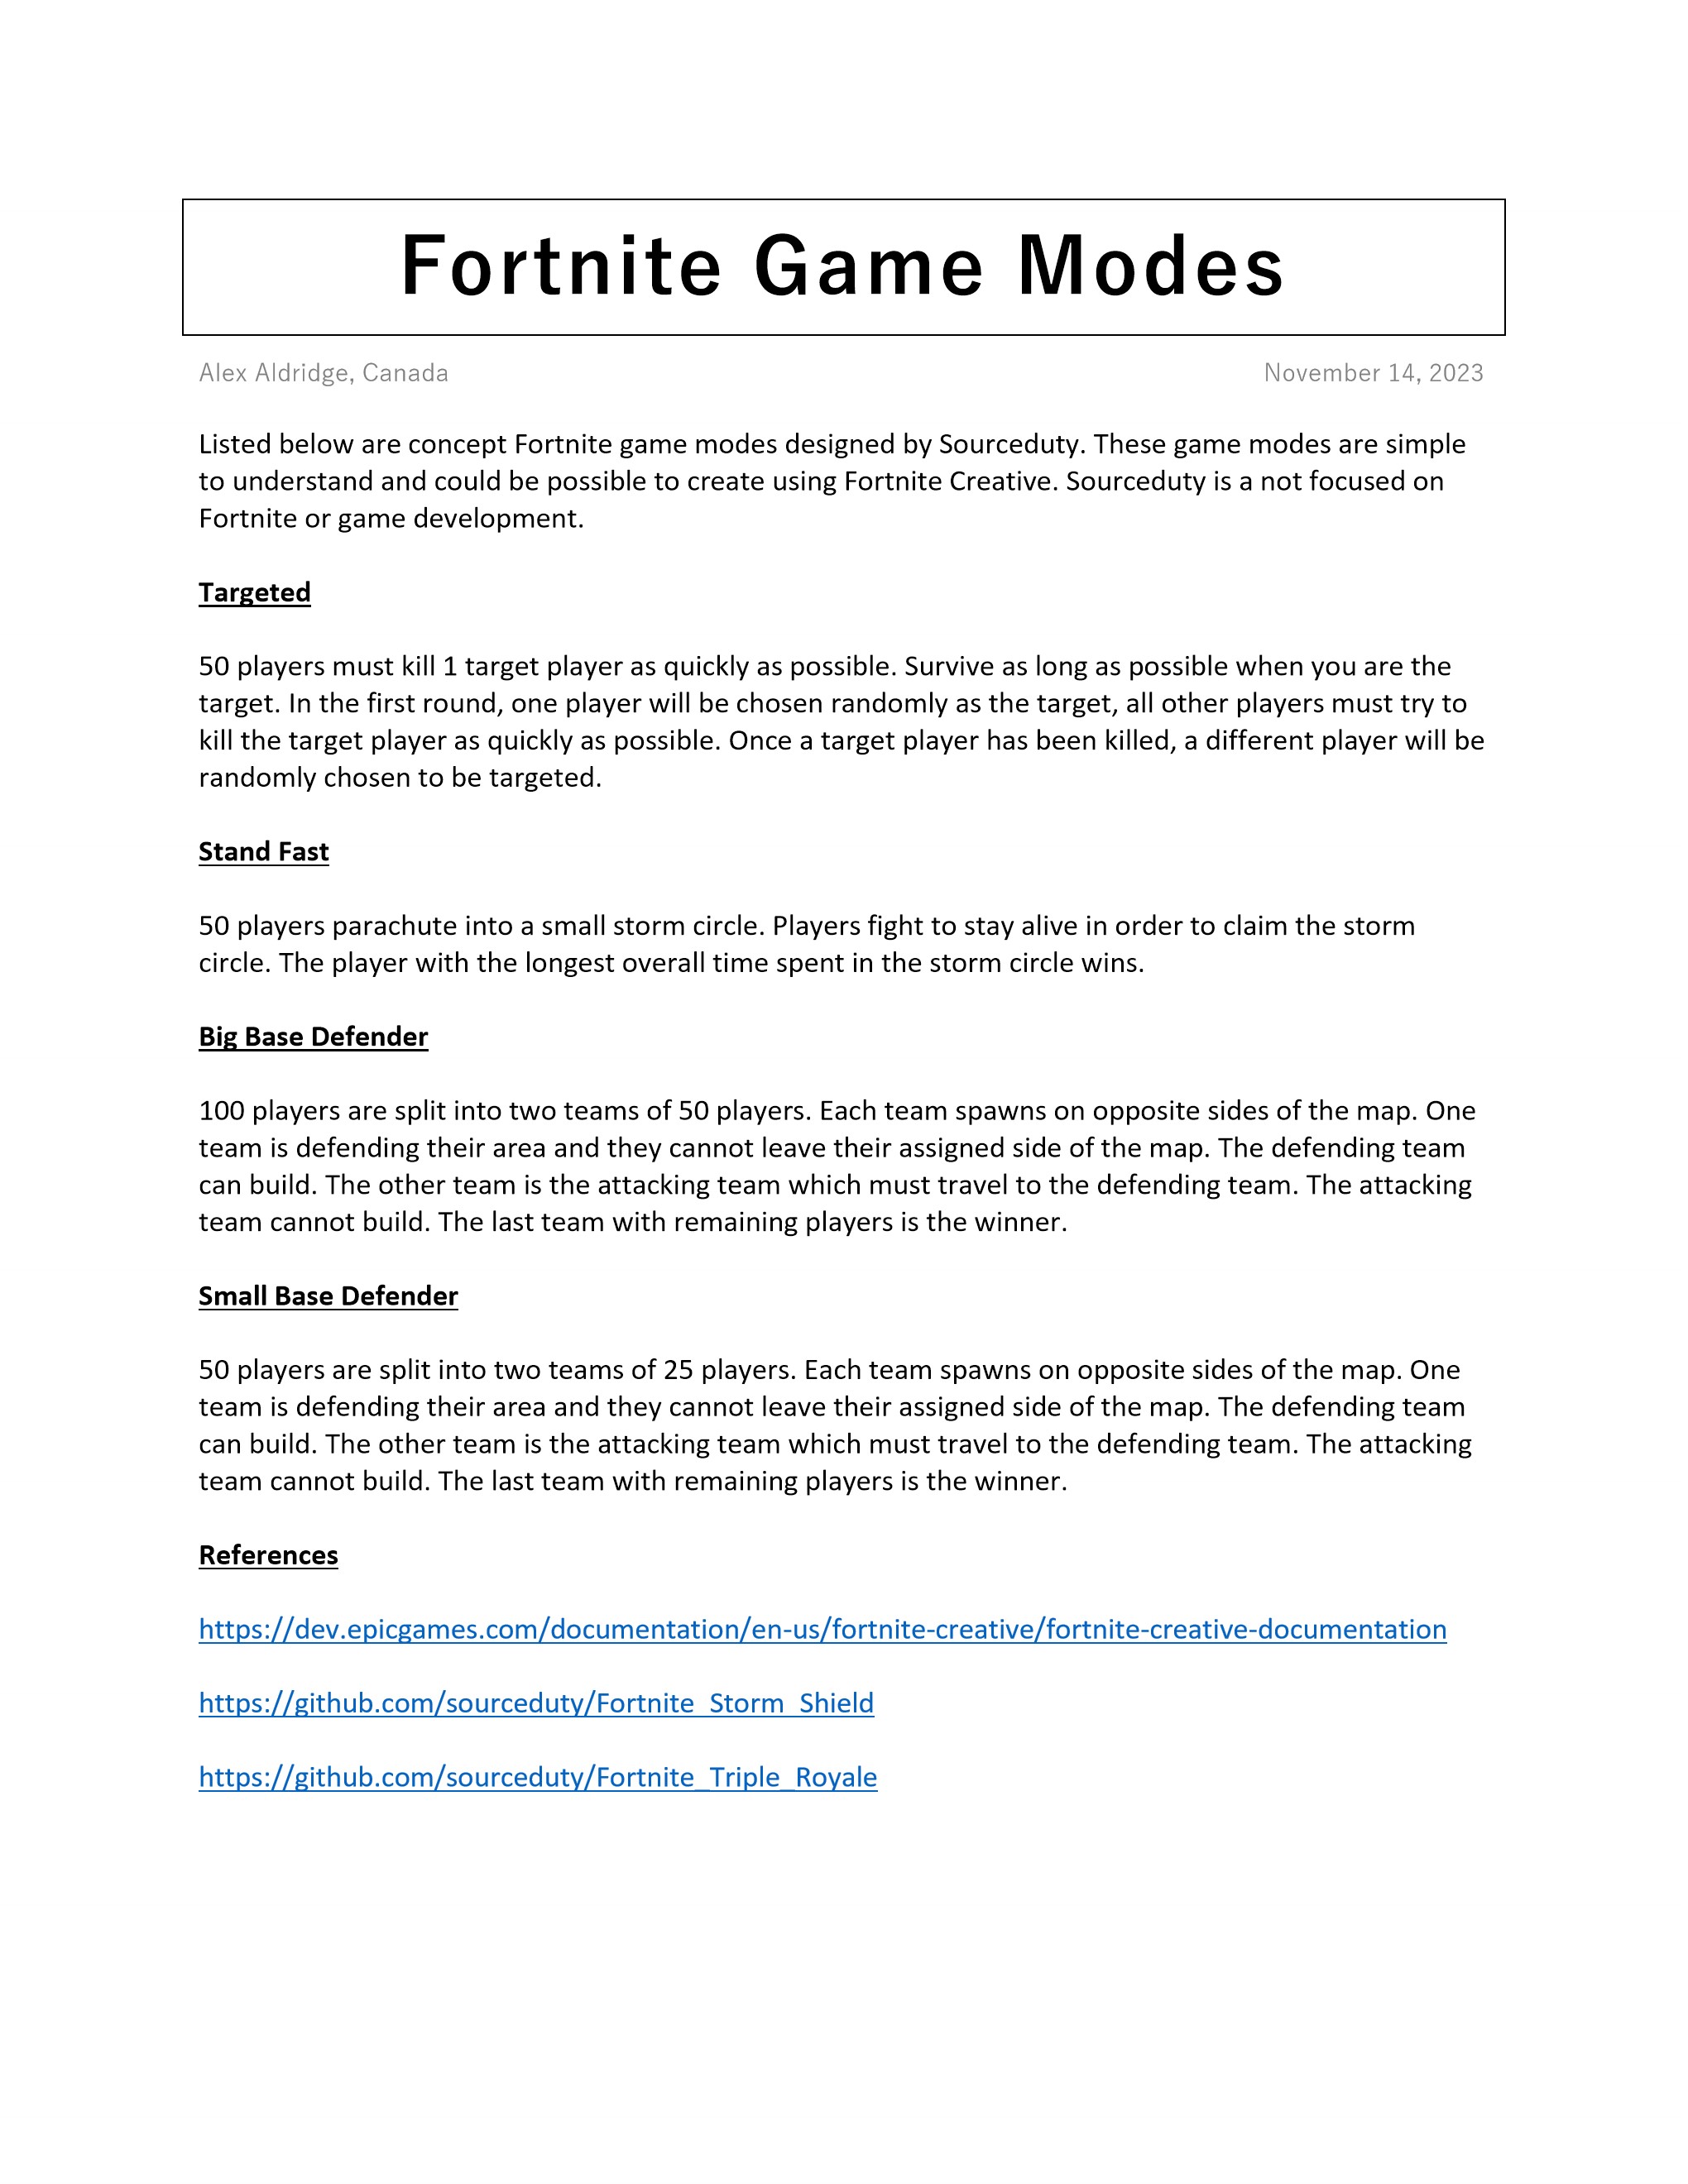 Fortnite Game Modes
Alex Aldridge, Canada November 14, 2023
Listed below are concept Fortnite game modes designed by Sourceduty. These game modes are simple
to understand and could be possible to create using Fortnite Creative. Sourceduty is a not focused on
Fortnite or game development.
Targeted
50 players must kill 1 target player as quickly as possible. Survive as long as possible when you are the
target. In the first round, one player will be chosen randomly as the target, all other players must try to
kill the target player as quickly as possible. Once a target player has been killed, a different player will be
randomly chosen to be targeted.
Stand Fast
50 players parachute into a small storm circle. Players fight to stay alive in order to claim the storm
circle. The player with the longest overall time spent in the storm circle wins.
Big Base Defender
100 players are split into two teams of 50 players. Each team spawns on opposite sides of the map. One
team is defending their area and they cannot leave their assigned side of the map. The defending team
can build. The other team is the attacking team which must travel to the defending team. The attacking
team cannot build. The last team with remaining players is the winner.
Small Base Defender
50 players are split into two teams of 25 players. Each team spawns on opposite sides of the map. One
team is defending their area and they cannot leave their assigned side of the map. The defending team
can build. The other team is the attacking team which must travel to the defending team. The attacking
team cannot build. The last team with remaining players is the winner.
References
https://dev.epicgames.com/documentation/en-us/fortnite-creative/fortnite-creative-documentation
https://github.com/sourceduty/Fortnite_Storm_Shield
https://github.com/sourceduty/Fortnite_Triple_Royale